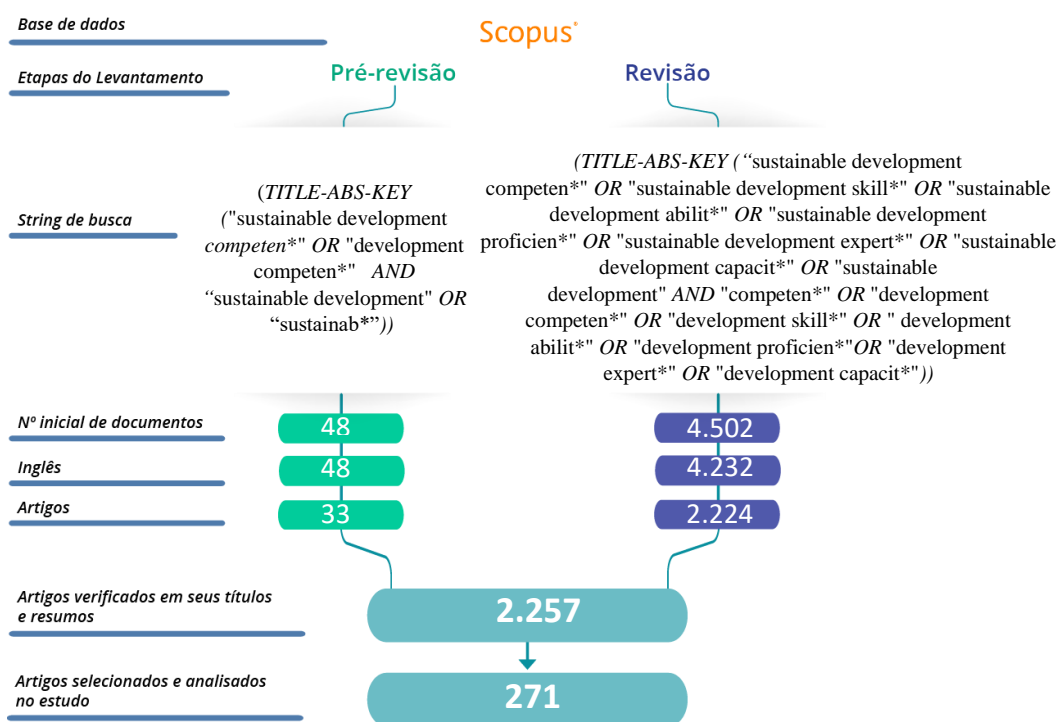 Base de dados
Scopus®
Etapas do Levantamento
Pré-revisão
Revisão
String de busca
(TITLE-ABS-KEY
("sustainable development
competen*" OR "development
competen*" AND
“sustainable development" OR
“sustainab*”))
(TITLE-ABS-KEY (“sustainable development
competen*" OR "sustainable development skill*" OR "sustainable
development abilit*" OR "sustainable development
proficien*" OR "sustainable development expert*" OR "sustainable
development capacit*" OR "sustainable
development" AND "competen*" OR "development
competen*" OR "development skill*" OR " development
abilit*" OR "development proficien*"OR "development
expert*" OR "development capacit*"))
Nº inicial de documentos
48
4.502
Inglês
48
4.232
Artigos
33
2.224
Artigos verificados em seus títulos
e resumos
2.257
Artigos selecionados e analisados
no estudo
271